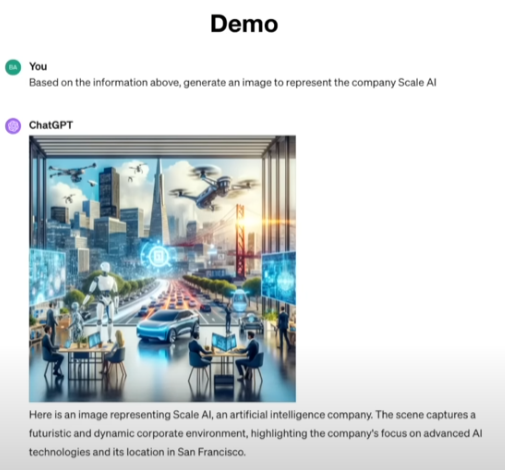 Demo
You
Based on the information above, generate an image to represent the company Scale AI
ChatGPT
Here is an image representing Scale AI, an artificial intelligence company. The scene captures a
futuristic and dynamic corporate environment, highlighting the company's focus on advanced AI
technologies and its location in San Francisco.